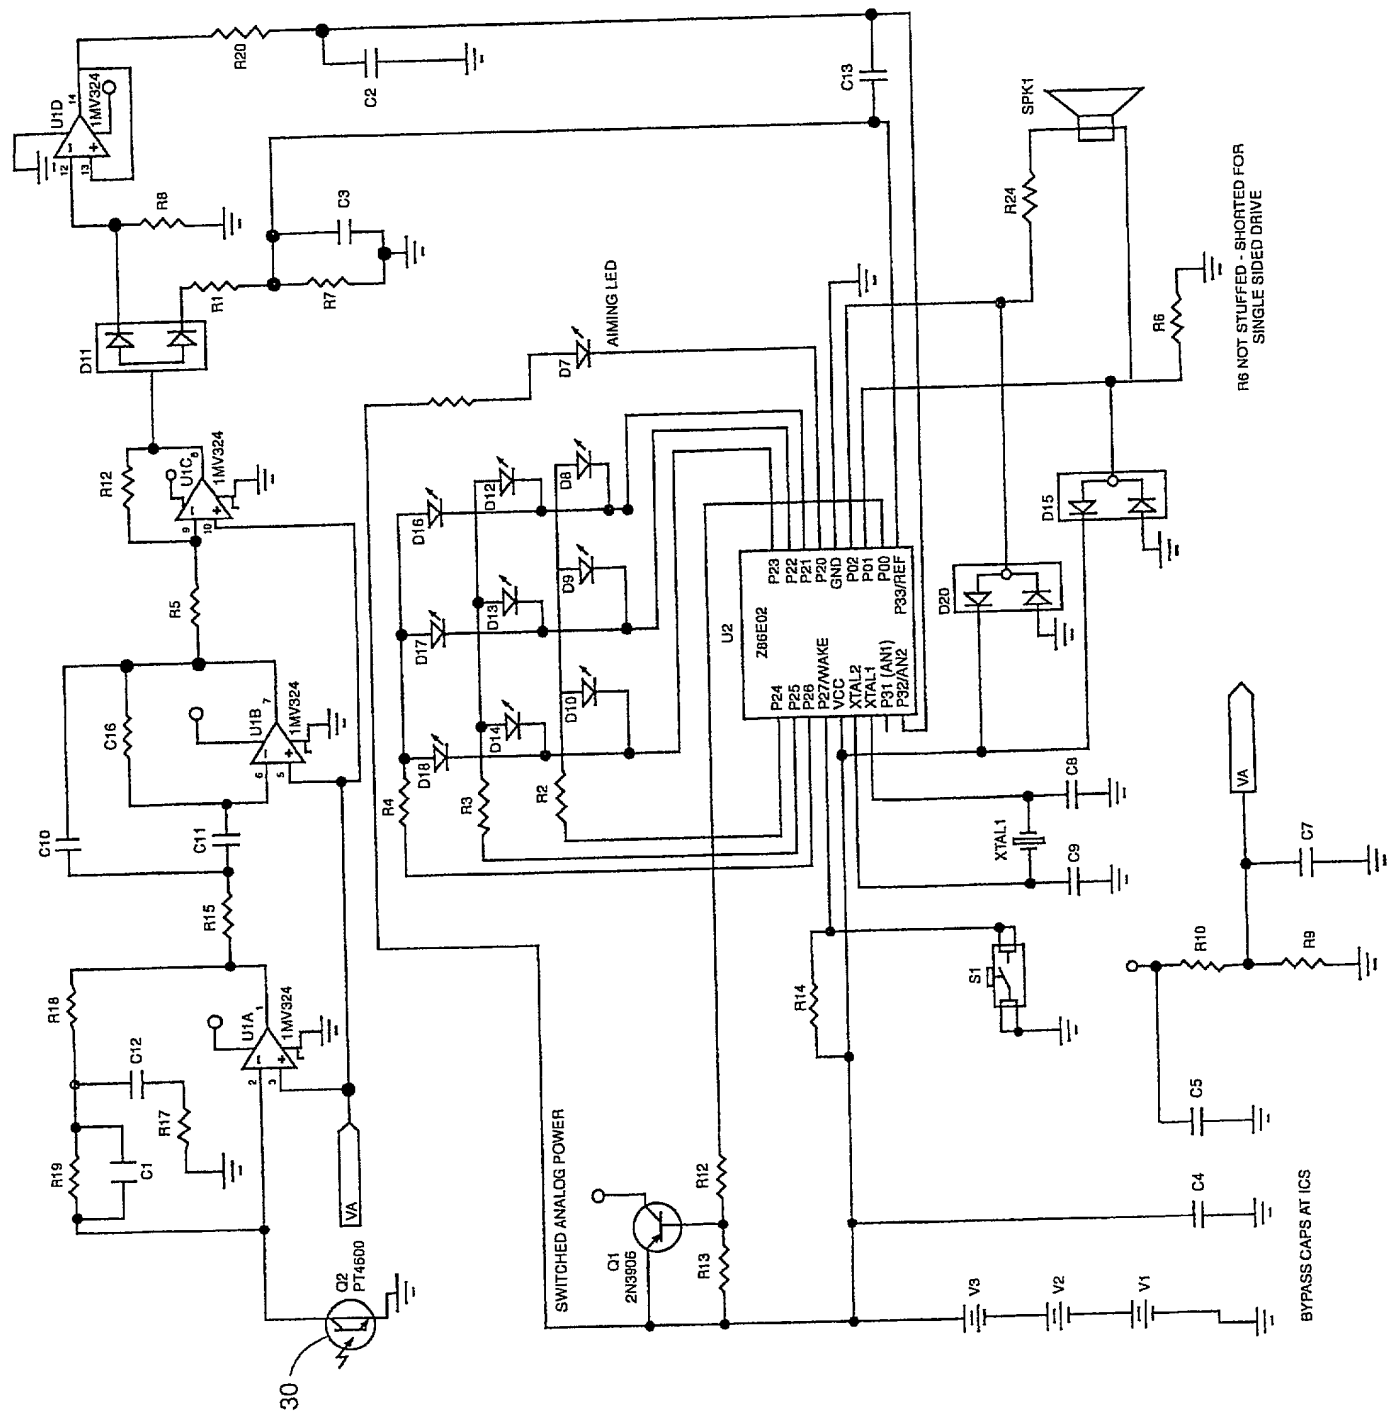 U1D
14
1MV324
12
13
R20
C2
C13
R8
C3
R1
R7
D11
R12
U1C
8
1MV324
9
10
R5
C10
C16
C11
U1B
7
1MV324
6
5
R15
R18
C12
R17
R19
C1
U1A
1
1MV324
2
3
VA
Q2
PT4600
30
D7
AIMING LED
D16
D12
D8
D17
D13
D9
D18
D14
D10
R4
R3
R2
SPK1
R24
R6
R6 NOT STUFFED - SHORTED FOR
SINGLE SIDED DRIVE
U2
Z86E02
P23
P22
P21
P20
GND
P02
P01
P00
P33/REF
P24
P25
P26
P27/WAKE
VCC
XTAL2
XTAL1
P31 (AN1)
P32/AN2
D20
D15
XTAL1
C8
C9
S1
R14
SWITCHED ANALOG POWER
Q1
2N3906
R12
R13
V3
V2
V1
C4
C5
R10
R9
C7
VA
BYPASS CAPS AT ICS